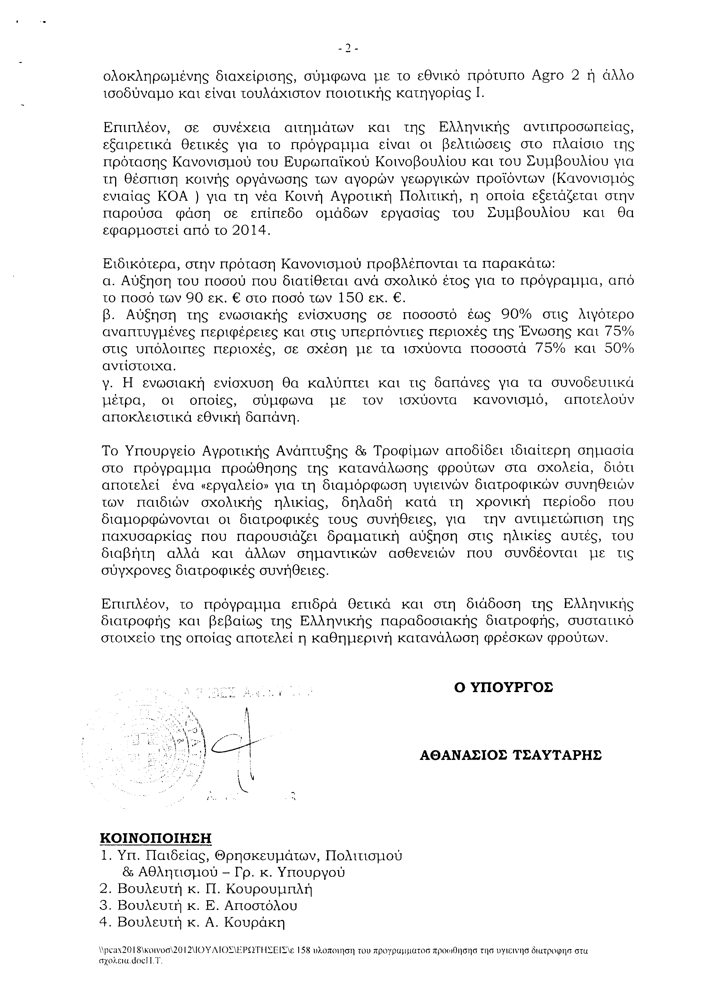 - 2 -
ολοκληρωμένης διαχείρισης, σύμφωνα με το εθνικό πρότυπο Agro 2 ή άλλο
ισοδύναμο και είναι τουλάχιστον ποιοτικής κατηγορίας Ι.
Επιπλέον, σε συνέχεια αιτημάτων και της Ελληνικής αντιπροσωπείας,
εξαιρετικά θετικές για το πρόγραμμα είναι οι βελτιώσεις στο πλαίσιο της
πρότασης Κανονισμού του Ευρωπαϊκού Κοινοβουλίου και του Συμβουλίου για
τη θέσπιση κοινής οργάνωσης των αγορών γεωργικών προϊόντων (Κανονισμός
ενιαίας ΚΟΑ ) για τη νέα Κοινή Αγροτική Πολιτική, η οποία εξετάζεται στην
παρούσα φάση σε επίπεδο ομάδων εργασίας του Συμβουλίου και θα
εφαρμοστεί από το 2014.
Ειδικότερα, στην πρόταση Κανονισμού προβλέπονται τα παρακάτω:
α. Αύξηση του ποσού που διατίθεται ανά σχολικό έτος για το πρόγραμμα, από
το ποσό των 90 εκ. € στο ποσό των 150 εκ. €.
β. Αύξηση της ενωσιακής ενίσχυσης σε ποσοστό έως 90% στις λιγότερο
αναπτυγμένες περιφέρειες και στις υπερπόντιες περιοχές της Ένωσης και 75%
στις υπόλοιπες περιοχές, σε σχέση με τα ισχύοντα ποσοστά 75% και 50%
αντίστοιχα.
γ. Η ενωσιακή ενίσχυση θα καλύπτει και τις δαπάνες για τα συνοδευτικά
μέτρα, οι οποίες, σύμφωνα με τον ισχύοντα κανονισμό, αποτελούν
αποκλειστικά εθνική δαπάνη.
Το Υπουργείο Αγροτικής Ανάπτυξης & Τροφίμων αποδίδει ιδιαίτερη σημασία
στο πρόγραμμα προώθησης της κατανάλωσης φρούτων στα σχολεία, διότι
αποτελεί ένα «εργαλείο» για τη διαμόρφωση υγιεινών διατροφικών συνηθειών
των παιδιών σχολικής ηλικίας, δηλαδή κατά τη χρονική περίοδο που
διαμορφώνονται οι διατροφικές τους συνήθειες, για την αντιμετώπιση της
παχυσαρκίας που παρουσιάζει δραματική αύξηση στις ηλικίες αυτές, του
διαβήτη αλλά και άλλων σημαντικών ασθενειών που συνδέονται με τις
σύγχρονες διατροφικές συνήθειες.
Επιπλέον, το πρόγραμμα επιδρά θετικά και στη διάδοση της Ελληνικής
διατροφής και βεβαίως της Ελληνικής παραδοσιακής διατροφής, συστατικό
στοιχείο της οποίας αποτελεί η καθημερινή κατανάλωση φρέσκων φρούτων.
Ο ΥΠΟΥΡΓΟΣ
ΑΘΑΝΑΣΙΟΣ ΤΣΑΥΤΑΡΗΣ
ΚΟΙΝΟΠΟΙΗΣΗ
1. Υπ. Παιδείας, Θρησκευμάτων, Πολιτισμού
& Αθλητισμού – Γρ. κ. Υπουργού
2. Βουλευτή κ. Π. Κουρουμπλή
3. Βουλευτή κ. Ε. Αποστόλου
4. Βουλευτή κ. Α. Κουράκη
\\pcax2018\κοινοσ\2012\ΙΟΥΛΙΟΣ\ΕΡΩΤΗΣΕΙΣ\ε 158 υλοποιηση του προγραμματοσ προωθησησ τησ υγιεινησ διατροφησ στα
σχολεια.docΗ.Τ.